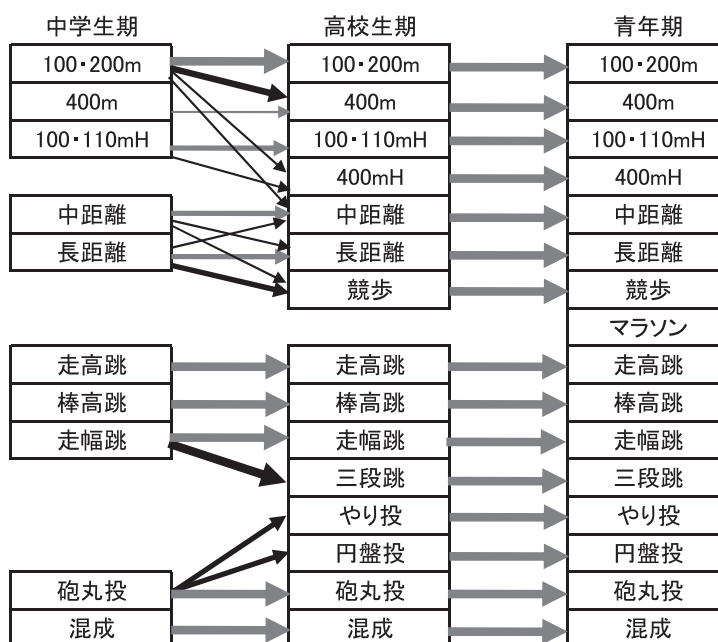 中学生期
100・200m
400m
100・110mH
中距離
長距離
走高跳
棒高跳
走幅跳
砲丸投
混成
高校生期
100・200m
400m
100・110mH
400mH
中距離
長距離
競歩
走高跳
棒高跳
走幅跳
三段跳
やり投
円盤投
砲丸投
混成
青年期
100・200m
400m
100・110mH
400mH
中距離
長距離
競歩
マラソン
走高跳
棒高跳
走幅跳
三段跳
やり投
円盤投
砲丸投
混成